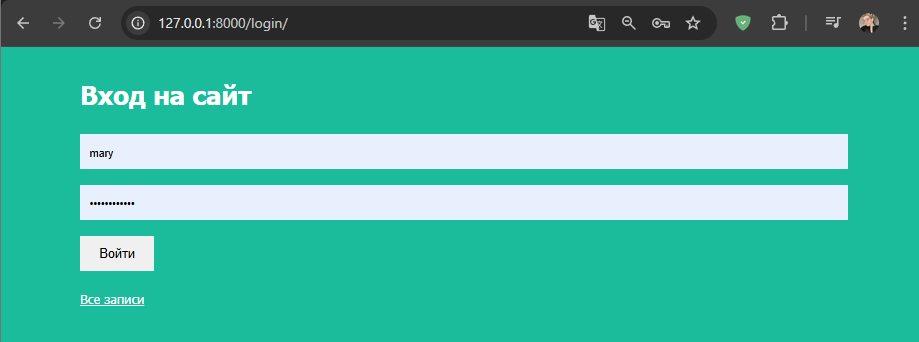 127.0.0.1:8000/login/
Вход на сайт
mary
••••••••••••
Войти
Все записи